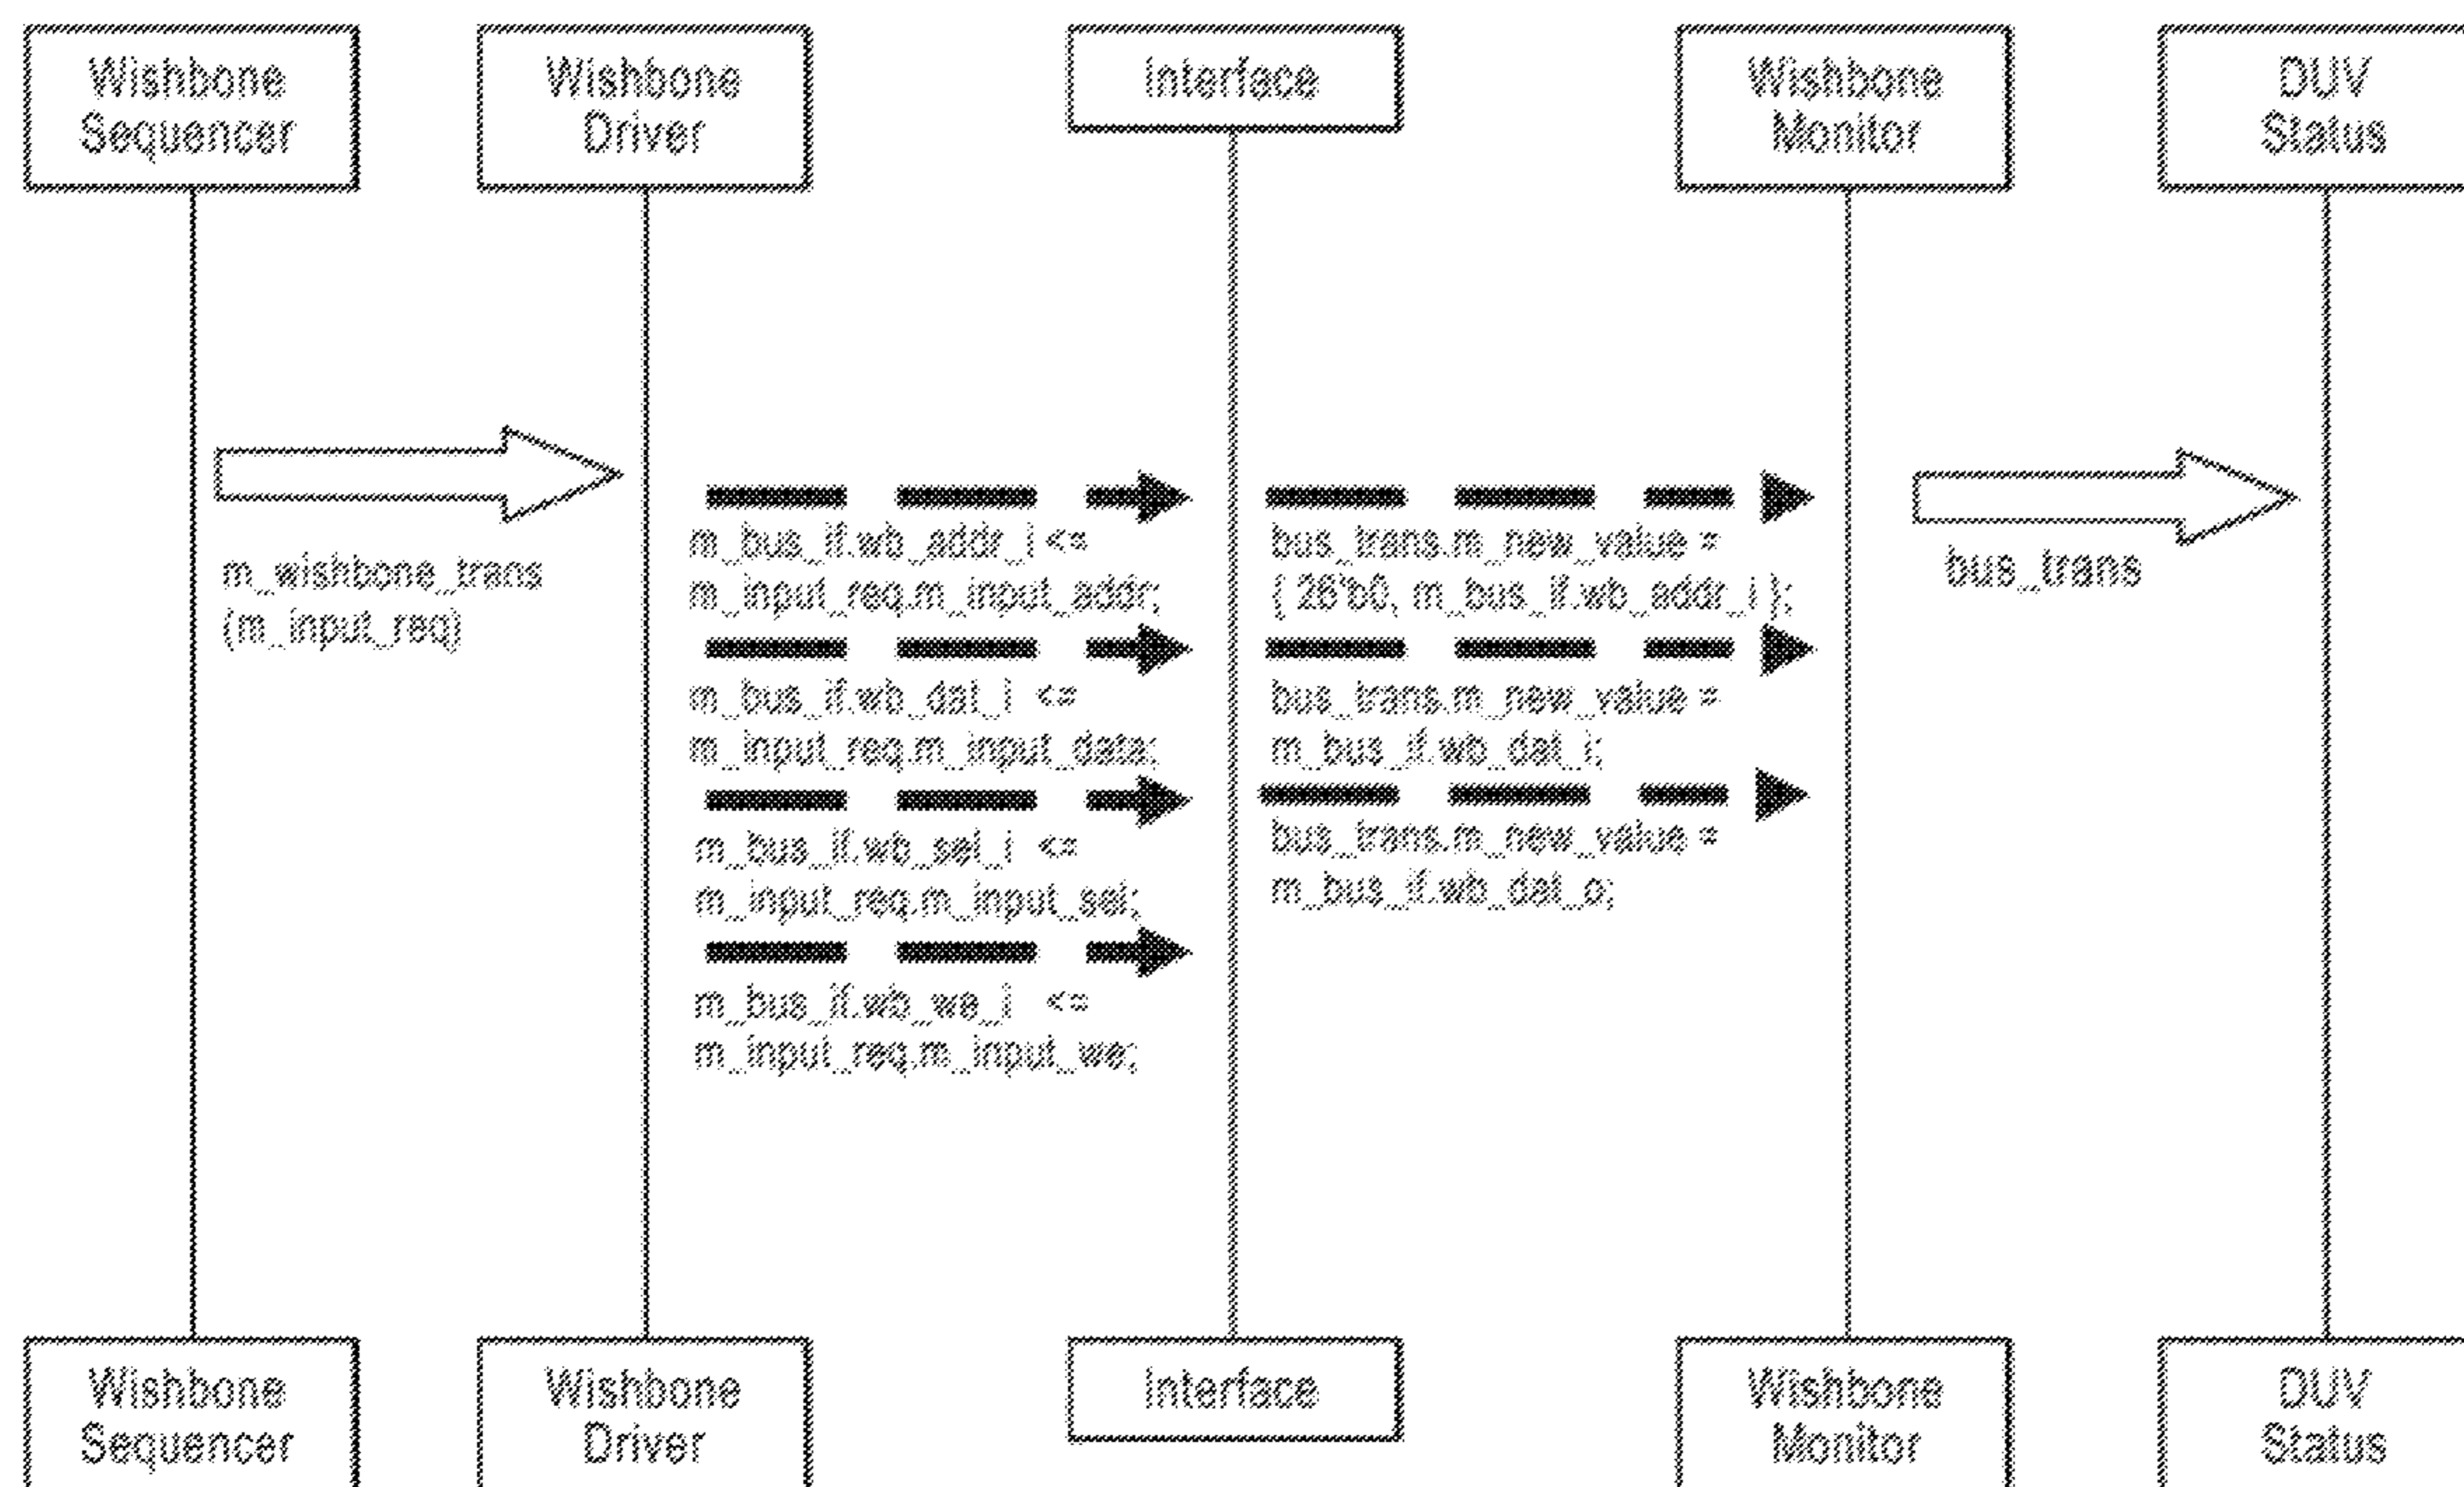 Wishbone
Sequencer
Wishbone
Driver
Interface
Wishbone
Monitor
DUV
Status
m_wishbone_trans
(m_input_req)
m_bus_if.wb_addr_i <=
m_input_req.m_input_addr;
m_bus_if.wb_dat_i <=
m_input_req.m_input_data;
m_bus_if.wb_sel_i <=
m_input_req.m_input_sel;
m_bus_if.wb_we_i <=
m_input_req.m_input_we;
bus_trans.m_new_value =
{ 26'b0, m_bus_if.wb_addr_i };
bus_trans.m_new_value =
m_bus_if.wb_dat_i;
bus_trans.m_new_value =
m_bus_if.wb_dat_o;
bus_trans
Wishbone
Sequencer
Wishbone
Driver
Interface
Wishbone
Monitor
DUV
Status